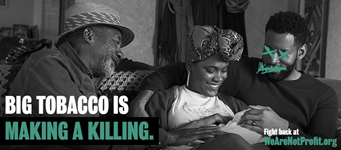 BIG TOBACCO IS
MAKING A KILLING.
Fight back at
WeAreNotProfit.org